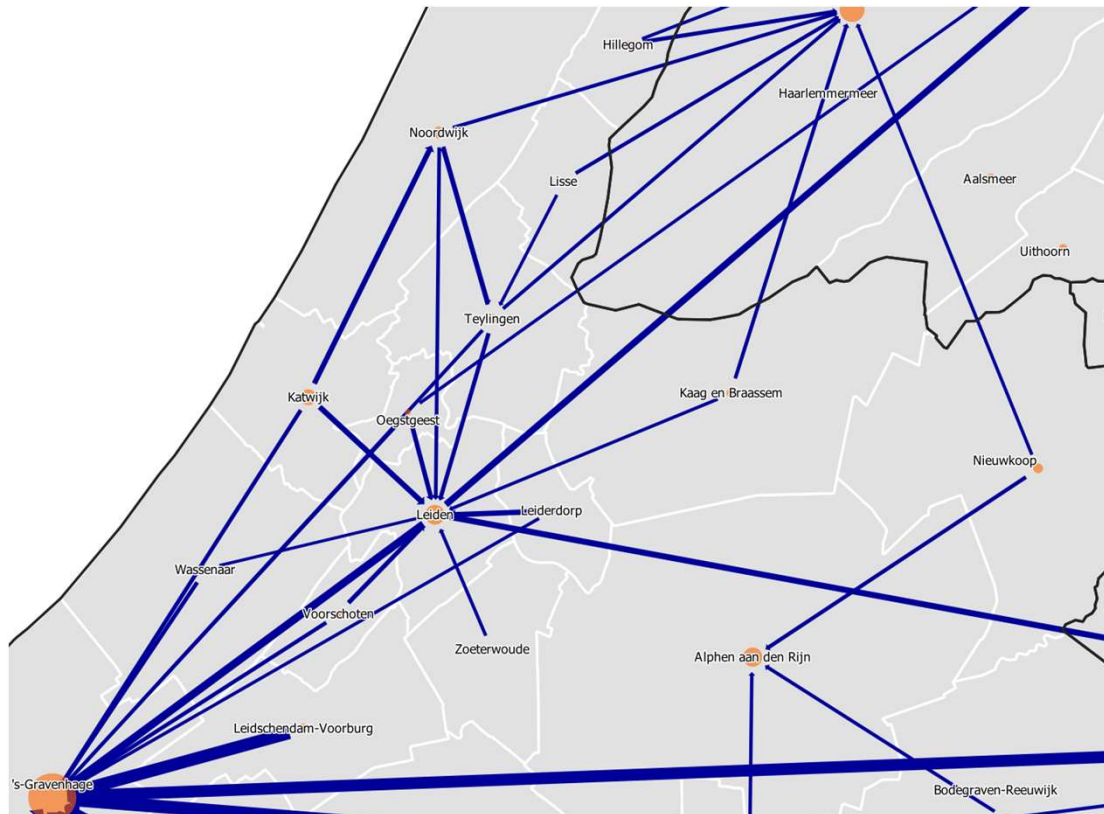 Hillegom
Haarlemmermeer
Noordwijk
Lisse
Aalsmeer
Uithoorn
Teylingen
Katwijk
Kaag en Braassem
Oegstgeest
Nieuwkoop
Leiden
Leiderdorp
Wassenaar
Voorschoten
Zoeterwoude
Alphen aan den Rijn
Leidschendam-Voorburg
's-Gravenhage
Bodegraven-Reeuwijk